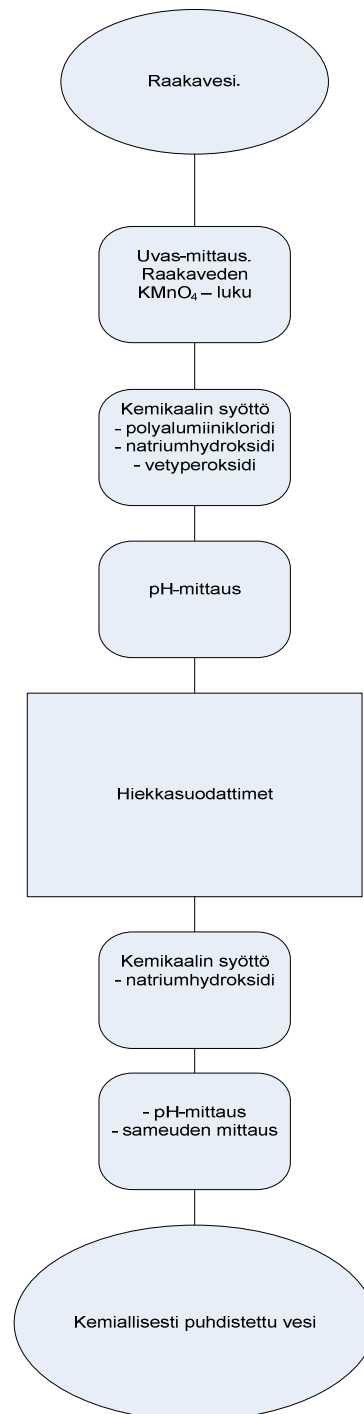 Raakavesi.
Uvas-mittaus.
Raakaveden
KMnO₄ – luku
Kemikaalin syöttö
- polyalumiinikloridi
- natriumhydroksidi
- vetyperoksidi
pH-mittaus
Hiekkasuodattimet
Kemikaalin syöttö
- natriumhydroksidi
- pH-mittaus
- sameuden mittaus
Kemiallisesti puhdistettu vesi